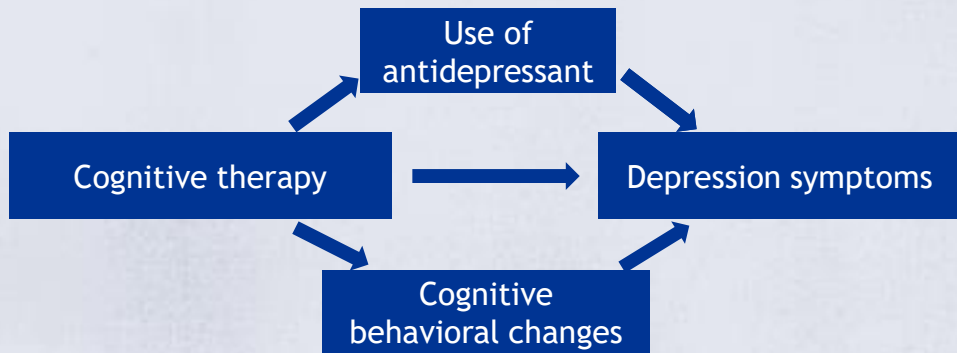 Use of
antidepressant
Cognitive therapy
Depression symptoms
Cognitive
behavioral changes